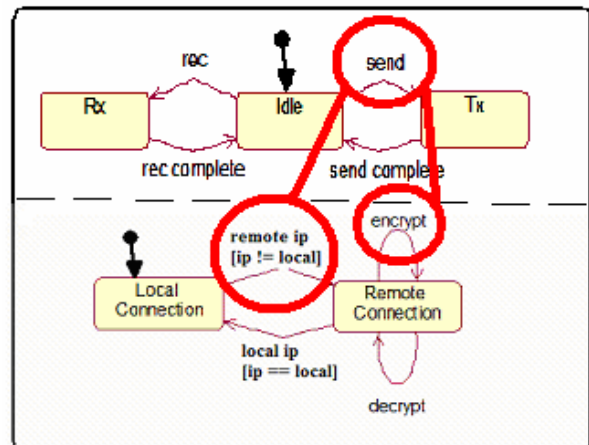 rec
send
Rx
Idle
Tx
rec complete
send complete
encrypt
remote ip
[ip != local]
Local
Connection
Remote
Connection
local ip
[ip == local]
decrypt